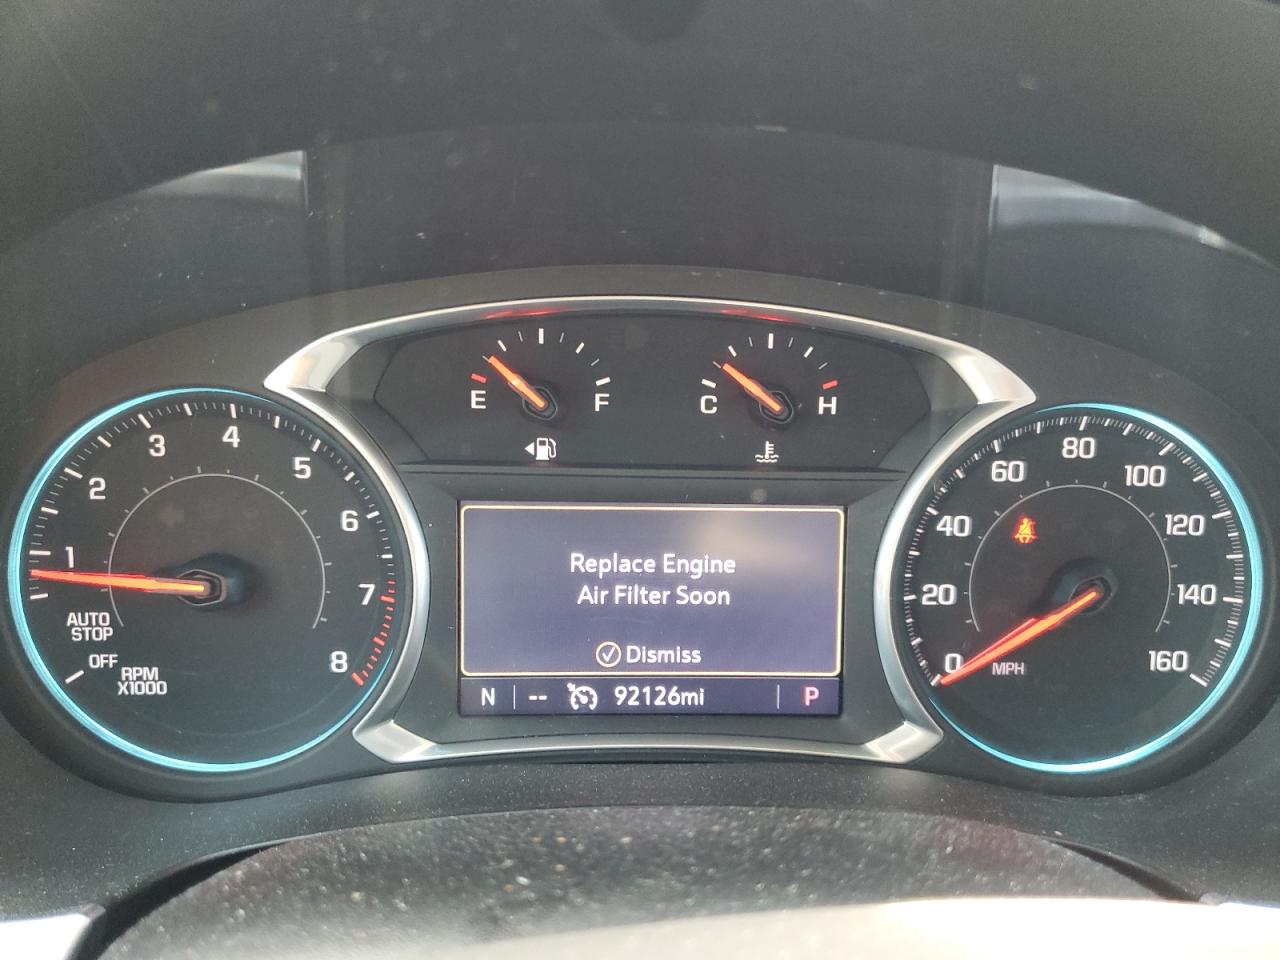 E F
C H
1
2
3
4
5
6
7
8
AUTO
STOP
OFF
RPM
X1000
Replace Engine
Air Filter Soon
Dismiss
N -- 92126mi P
0
20
40
60
80
100
120
140
160
MPH